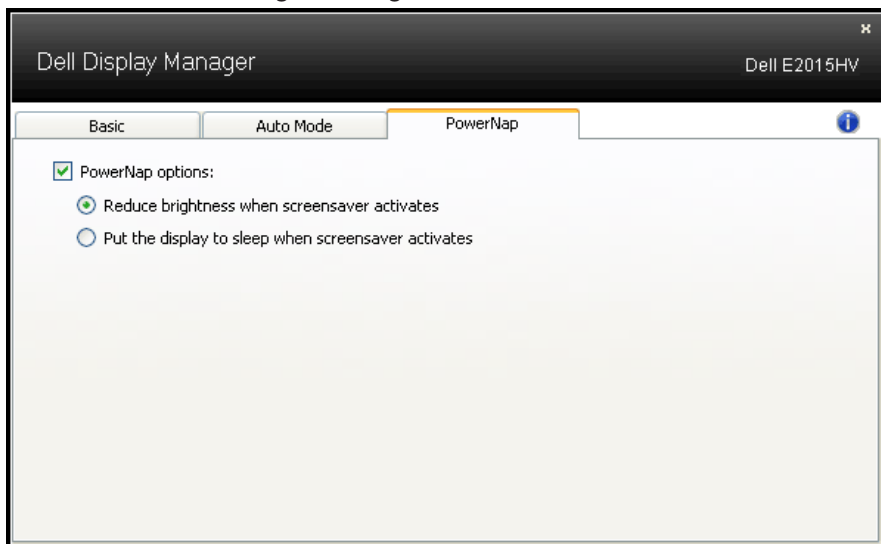 x
Dell Display Manager
Dell E2015HV
Basic
Auto Mode
PowerNap
i
PowerNap options:
Reduce brightness when screensaver activates
Put the display to sleep when screensaver activates